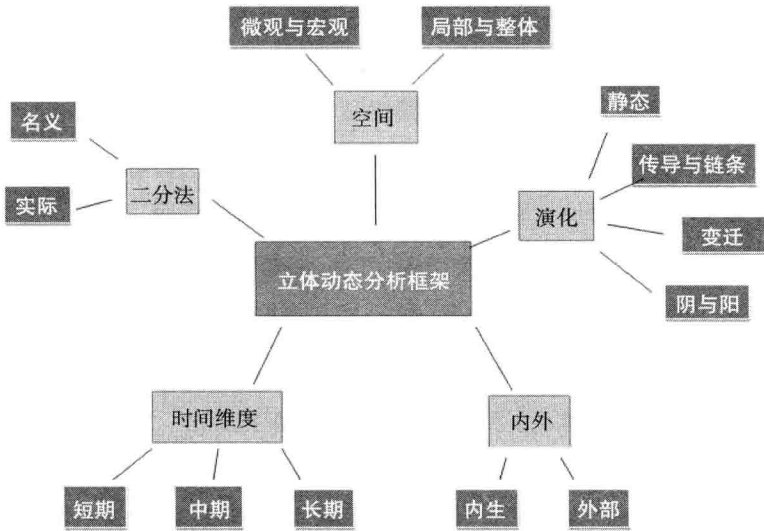 微观与宏观
局部与整体
空间
静态
名义
传导与链条
二分法
实际
演化
变迁
立体动态分析框架
阴与阳
时间维度
内外
短期
中期
长期
内生
外部